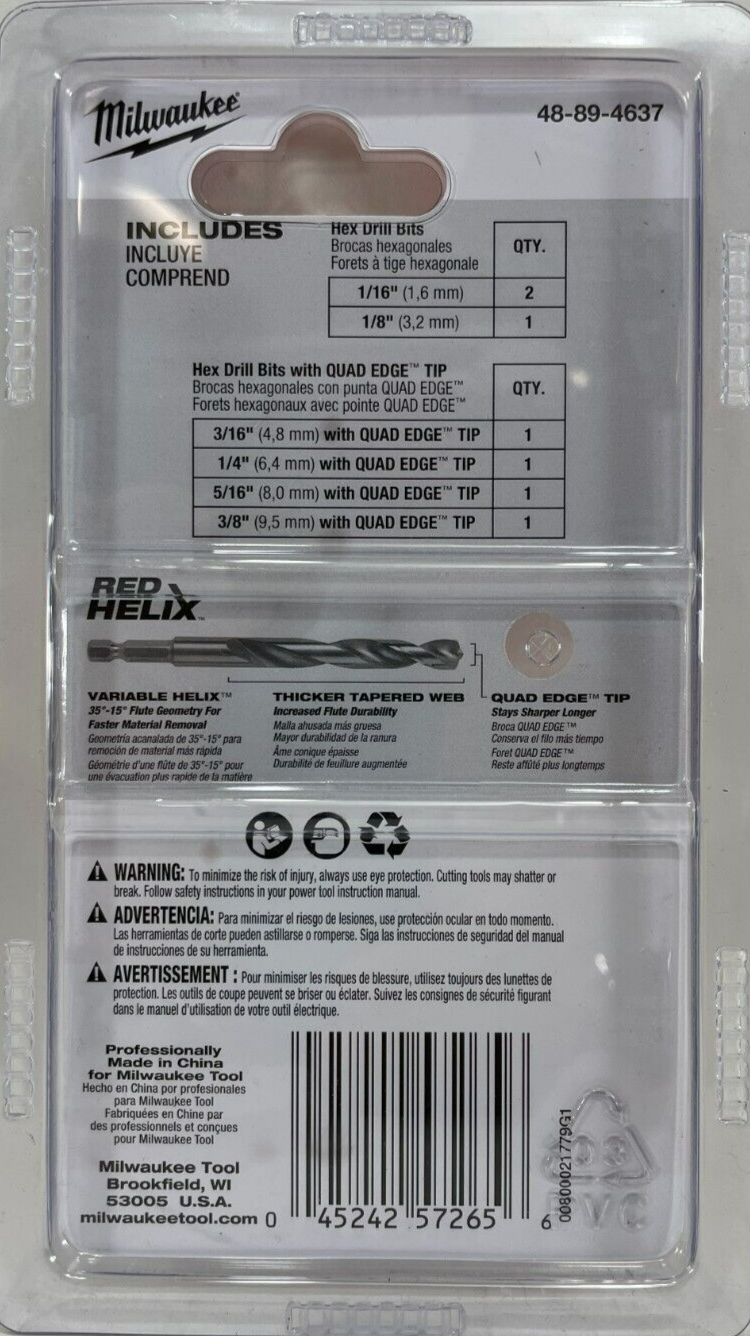 Milwaukee
48-89-4637
INCLUDES
INCLUYE
COMPREND
Hex Drill Bits
Brocas hexagonales
Forets à tige hexagonale
QTY.
1/16" (1,6 mm) 2
1/8" (3,2 mm) 1
Hex Drill Bits with QUAD EDGE™ TIP
Brocas hexagonales con punta QUAD EDGE™
Forets hexagonaux avec pointe QUAD EDGE™
QTY.
3/16" (4,8 mm) with QUAD EDGE™ TIP 1
1/4" (6,4 mm) with QUAD EDGE™ TIP 1
5/16" (8,0 mm) with QUAD EDGE™ TIP 1
3/8" (9,5 mm) with QUAD EDGE™ TIP 1
RED
HELIX™
VARIABLE HELIX™
35°-15° Flute Geometry For
Faster Material Removal
Geometría acanalada de 35°-15° para
remoción de material más rápida
Géométrie d'une flûte de 35°-15° pour
une évacuation plus rapide de la matière
THICKER TAPERED WEB
Increased Flute Durability
Malla ahusada más gruesa
Mayor durabilidad de la ranura
Âme conique épaisse
Durabilité de feuillure augmentée
QUAD EDGE™ TIP
Stays Sharper Longer
Broca QUAD EDGE™
Conserva el filo más tiempo
Foret QUAD EDGE™
Reste affûté plus longtemps
WARNING: To minimize the risk of injury, always use eye protection. Cutting tools may shatter or
break. Follow safety instructions in your power tool instruction manual.
ADVERTENCIA: Para minimizar el riesgo de lesiones, use protección ocular en todo momento.
Las herramientas de corte pueden astillarse o romperse. Siga las instrucciones de seguridad del manual
de instrucciones de su herramienta.
AVERTISSEMENT : Pour minimiser les risques de blessure, utilisez toujours des lunettes de
protection. Les outils de coupe peuvent se briser ou éclater. Suivez les consignes de sécurité figurant
dans le manuel d'utilisation de votre outil électrique.
Professionally
Made in China
for Milwaukee Tool
Hecho en China por profesionales
para Milwaukee Tool
Fabriquées en Chine par
des professionnels et conçues
pour Milwaukee Tool
Milwaukee Tool
Brookfield, WI
53005 U.S.A.
milwaukeetool.com
0 45242 57265 6
00800021779G1
03
PVC